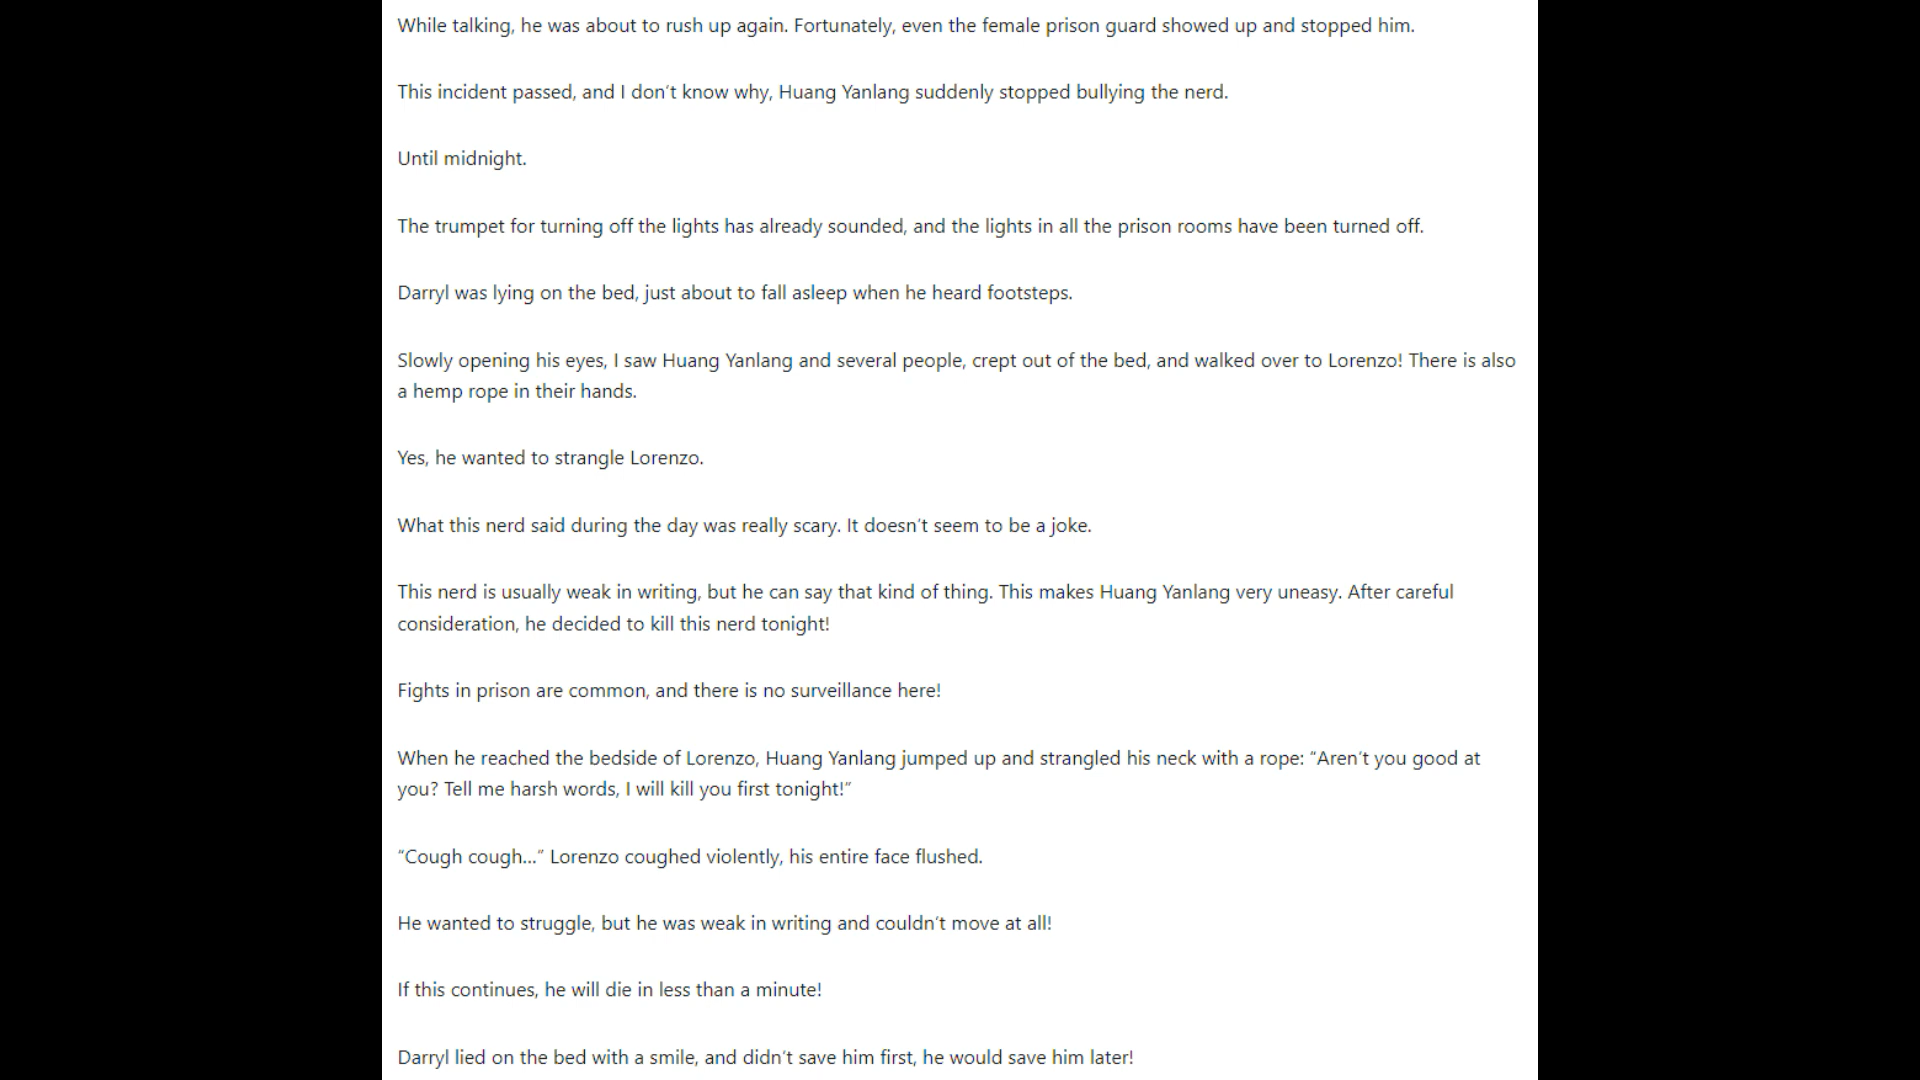 While talking, he was about to rush up again. Fortunately, even the female prison guard showed up and stopped him.
This incident passed, and I don't know why, Huang Yanlang suddenly stopped bullying the nerd.
Until midnight.
The trumpet for turning off the lights has already sounded, and the lights in all the prison rooms have been turned off.
Darryl was lying on the bed, just about to fall asleep when he heard footsteps.
Slowly opening his eyes, I saw Huang Yanlang and several people, crept out of the bed, and walked over to Lorenzo! There is also
a hemp rope in their hands.
Yes, he wanted to strangle Lorenzo.
What this nerd said during the day was really scary. It doesn't seem to be a joke.
This nerd is usually weak in writing, but he can say that kind of thing. This makes Huang Yanlang very uneasy. After careful
consideration, he decided to kill this nerd tonight!
Fights in prison are common, and there is no surveillance here!
When he reached the bedside of Lorenzo, Huang Yanlang jumped up and strangled his neck with a rope: “Aren't you good at
you? Tell me harsh words, I will kill you first tonight!”
“Cough cough...” Lorenzo coughed violently, his entire face flushed.
He wanted to struggle, but he was weak in writing and couldn't move at all!
If this continues, he will die in less than a minute!
Darryl lied on the bed with a smile, and didn't save him first, he would save him later!